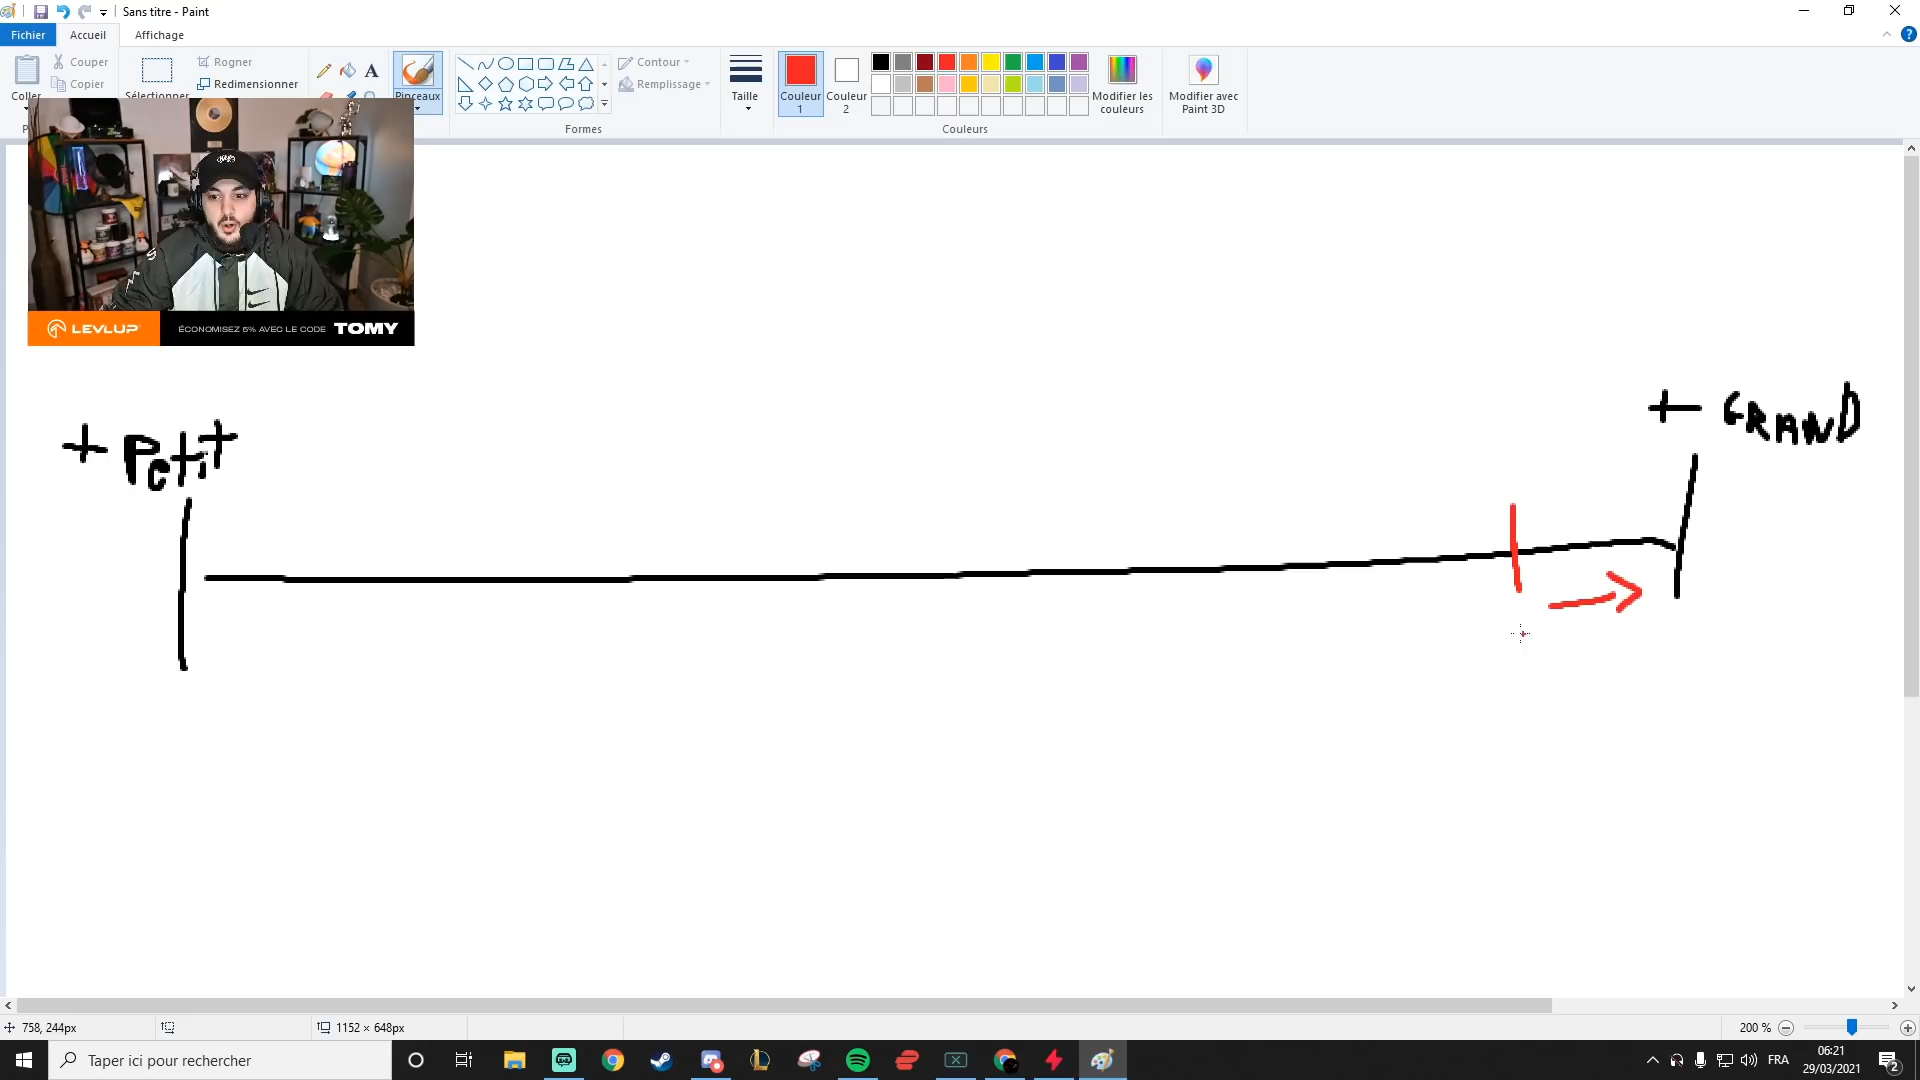 Sans titre - Paint
Fichier
Accueil
Affichage
Coller
Couper
Copier
Sélectionner
Rogner
Redimensionner
A
Pinceaux
Contour
Remplissage
Formes
Taille
Couleur
1
Couleur
2
Modifier les
couleurs
Couleurs
Modifier avec
Paint 3D
LEVLUP
ÉCONOMISEZ 5% AVEC LE CODE TOMY
+ Petit
+ GRAND
758, 244px
1152 × 648px
200 %
Taper ici pour rechercher
FRA
06:21
29/03/2021
2